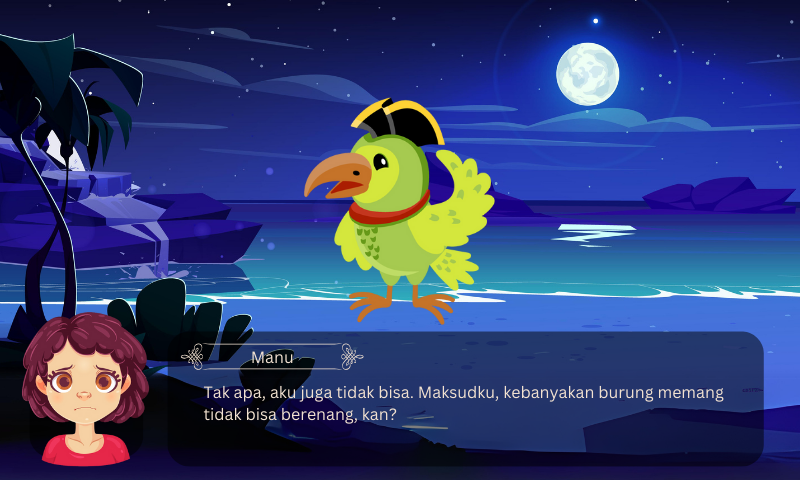 Manu
Tak apa, aku juga tidak bisa. Maksudku, kebanyakan burung memang
tidak bisa berenang, kan?